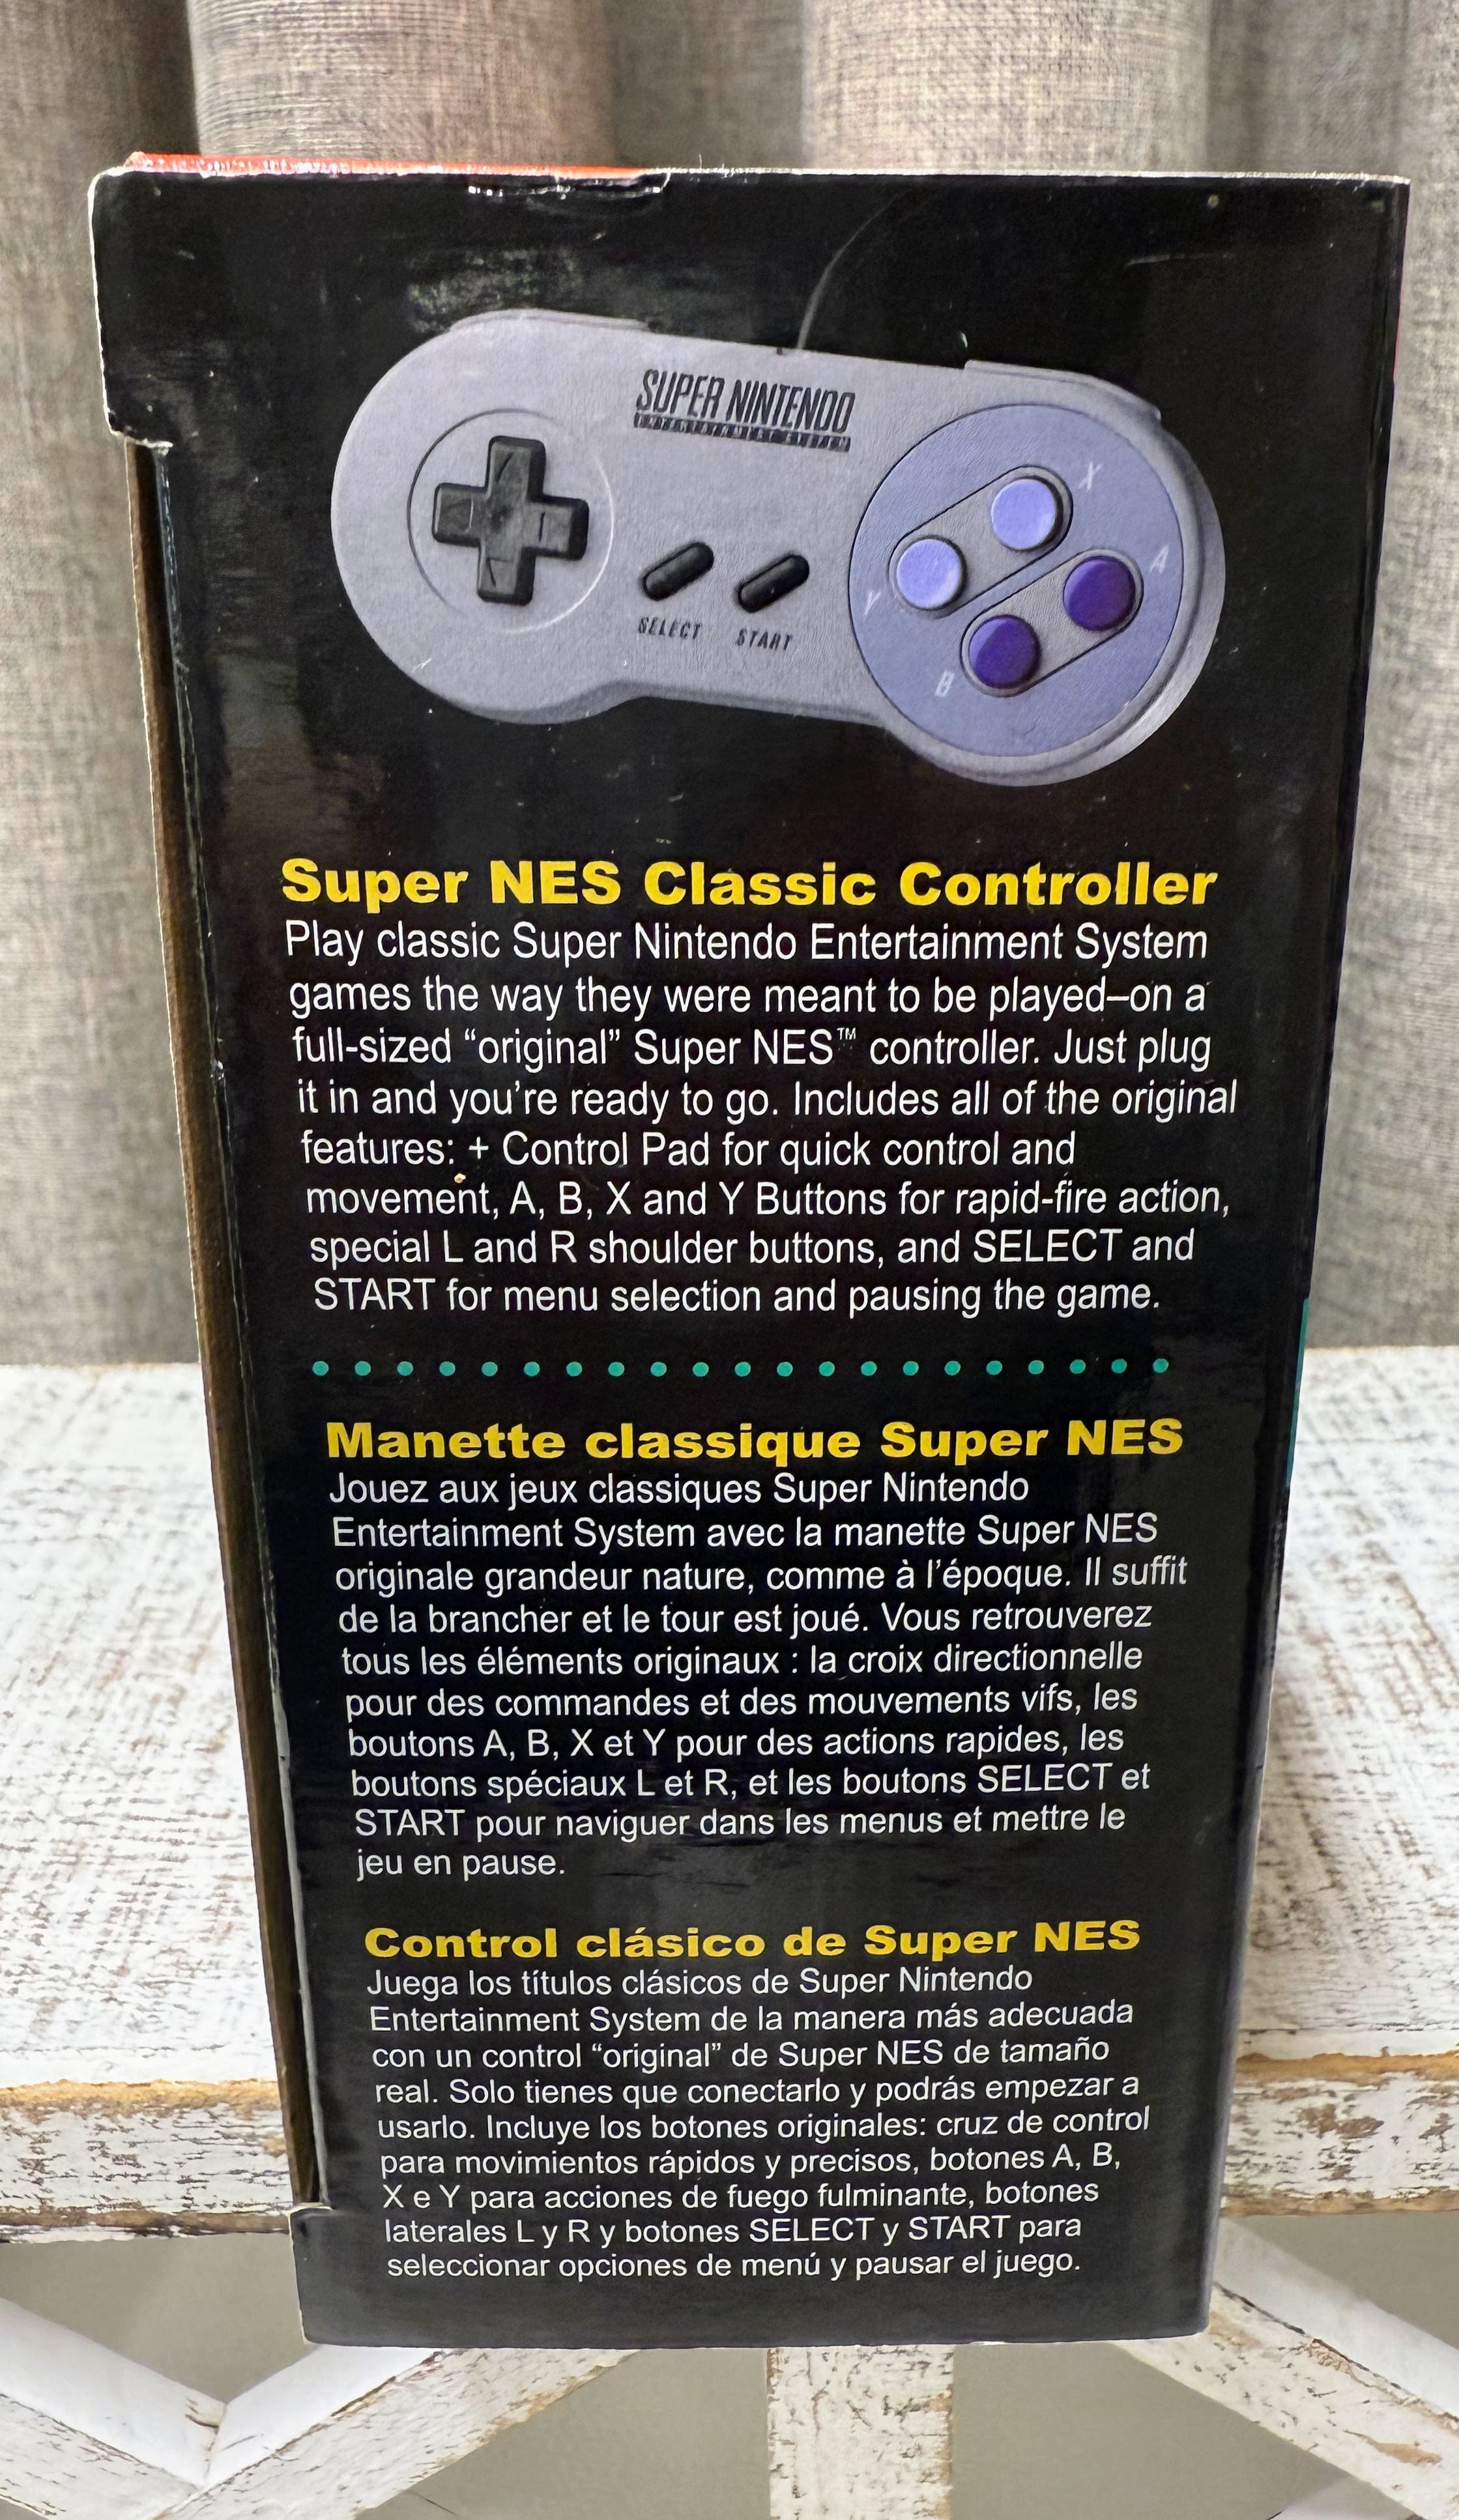 SUPER NINTENDO
ENTERTAINMENT SYSTEM
X
A
Y
B
SELECT START
Super NES Classic Controller
Play classic Super Nintendo Entertainment System
games the way they were meant to be played–on a
full-sized “original” Super NES™ controller. Just plug
it in and you’re ready to go. Includes all of the original
features: + Control Pad for quick control and
movement, A, B, X and Y Buttons for rapid-fire action,
special L and R shoulder buttons, and SELECT and
START for menu selection and pausing the game.
Manette classique Super NES
Jouez aux jeux classiques Super Nintendo
Entertainment System avec la manette Super NES
originale grandeur nature, comme à l’époque. Il suffit
de la brancher et le tour est joué. Vous retrouverez
tous les éléments originaux : la croix directionnelle
pour des commandes et des mouvements vifs, les
boutons A, B, X et Y pour des actions rapides, les
boutons spéciaux L et R, et les boutons SELECT et
START pour naviguer dans les menus et mettre le
jeu en pause.
Control clásico de Super NES
Juega los títulos clásicos de Super Nintendo
Entertainment System de la manera más adecuada
con un control “original” de Super NES de tamaño
real. Solo tienes que conectarlo y podrás empezar a
usarlo. Incluye los botones originales: cruz de control
para movimientos rápidos y precisos, botones A, B,
X e Y para acciones de fuego fulminante, botones
laterales L y R y botones SELECT y START para
seleccionar opciones de menú y pausar el juego.